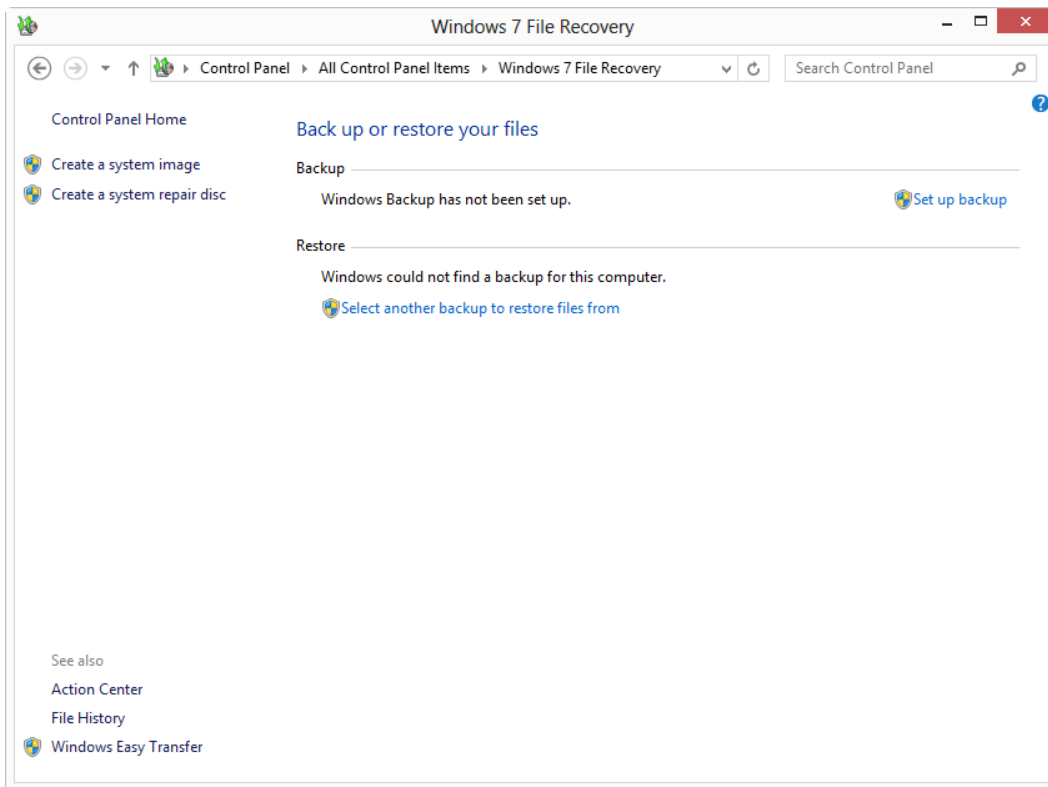 Windows 7 File Recovery
Control Panel All Control Panel Items Windows 7 File Recovery Search Control Panel
Control Panel Home
Create a system image
Create a system repair disc
Back up or restore your files
Backup
Windows Backup has not been set up. Set up backup
Restore
Windows could not find a backup for this computer.
Select another backup to restore files from
See also
Action Center
File History
Windows Easy Transfer